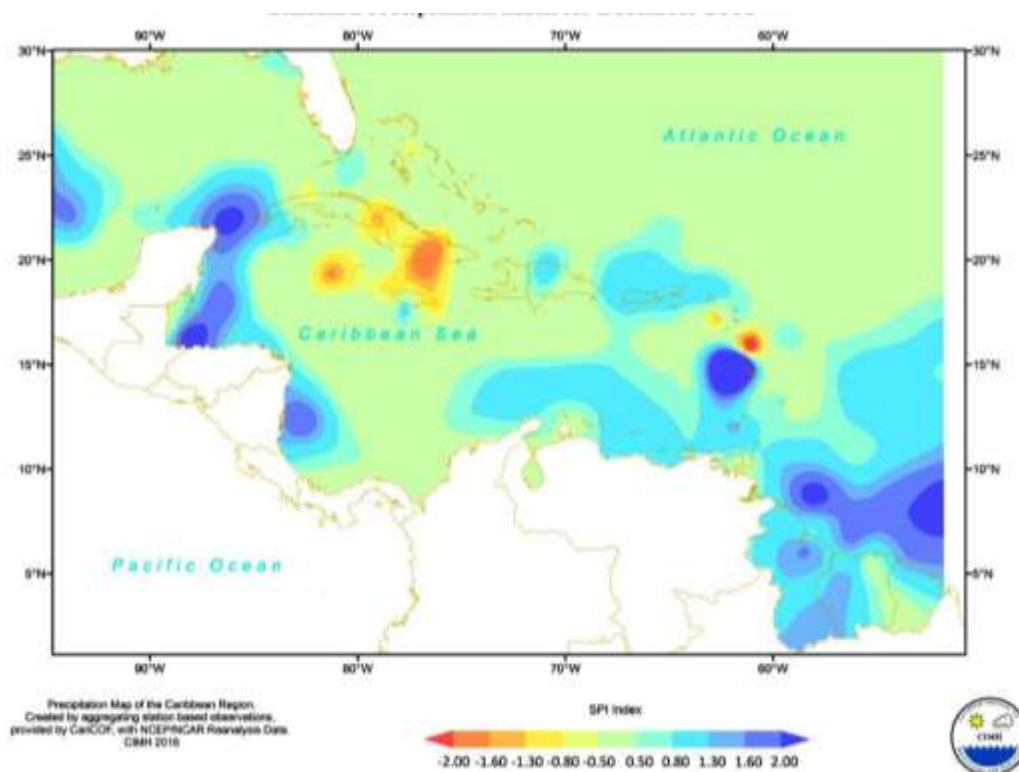 90°W 80°W 70°W 60°W
30°N 30°N
Atlantic Ocean
25°N 25°N
20°N 20°N
Caribbean Sea
15°N 15°N
10°N 10°N
Pacific Ocean
5°N 5°N
90°W 80°W 70°W 60°W
Precipitation Map of the Caribbean Region.
Created by aggregating station based observations,
provided by CariCOF, with NCEP/NCAR Reanalysis Data.
CIMH 2016
SPI Index
-2.00 -1.60 -1.30 -0.80 -0.50 0.50 0.80 1.30 1.60 2.00
CIMH